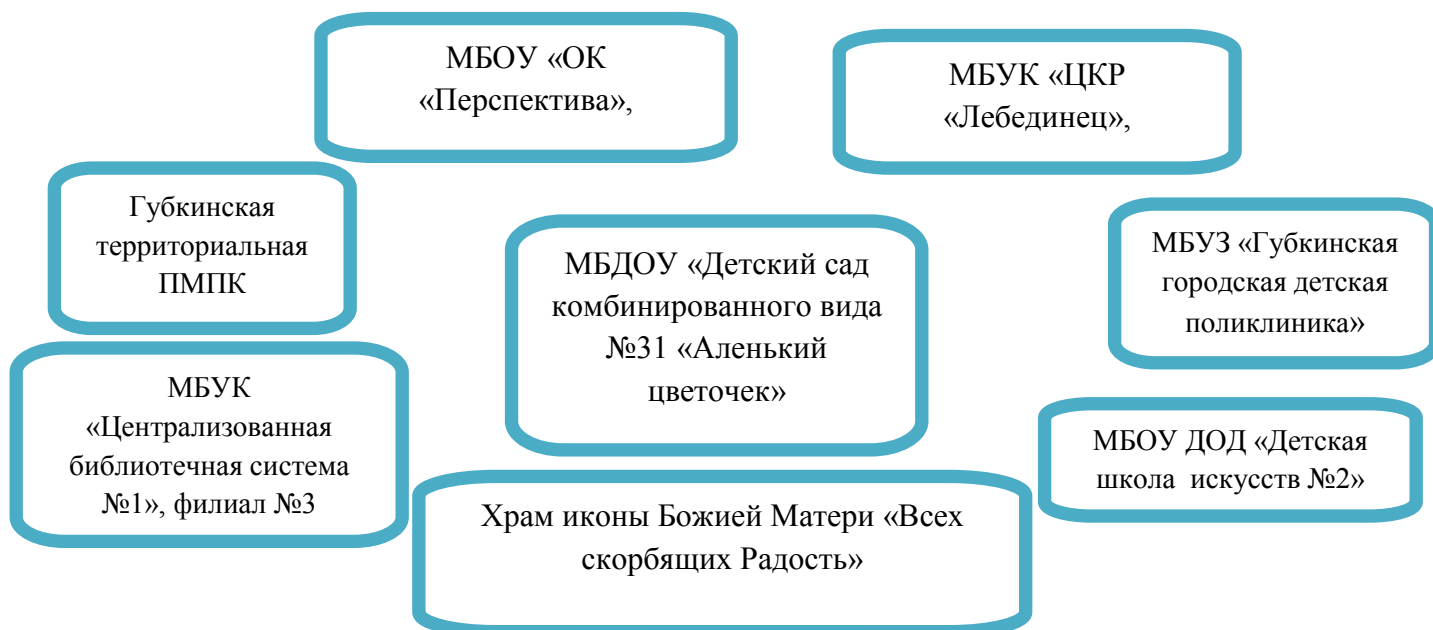 МБОУ «ОК
«Перспектива»,
МБУК «ЦКР
«Лебединец»,
Губкинская
территориальная
ПМПК
МБДОУ «Детский сад
комбинированного вида
№31 «Аленький
цветочек»
МБУЗ «Губкинская
городская детская
поликлиника»
МБУК
«Централизованная
библиотечная система
№1», филиал №3
МБОУ ДОД «Детская
школа искусств №2»
Храм иконы Божией Матери «Всех
скорбящих Радость»